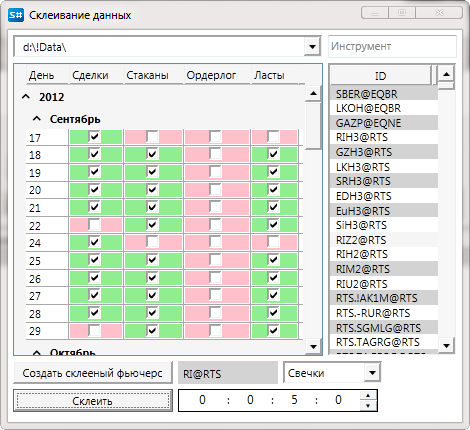 S# Склеивание данных
d:\!Data\
Инструмент
День Сделки Стаканы Ордерлог Ласты
2012
Сентябрь
17
18
19
20
21
22
24
25
26
27
28
29
Октябрь
ID
SBER@EQBR
LKOH@EQBR
GAZP@EQNE
RIH3@RTS
GZH3@RTS
LKH3@RTS
SRH3@RTS
EDH3@RTS
EuH3@RTS
SiH3@RTS
RIZ2@RTS
RIH2@RTS
RIM2@RTS
RIU2@RTS
RTS.!AK1M@RTS
RTS.-RUR@RTS
RTS.SGMLG@RTS
RTS.TAGRG@RTS
Создать склееный фьючерс
RI@RTS
Свечки
Склеить
0 : 0 : 5 : 0